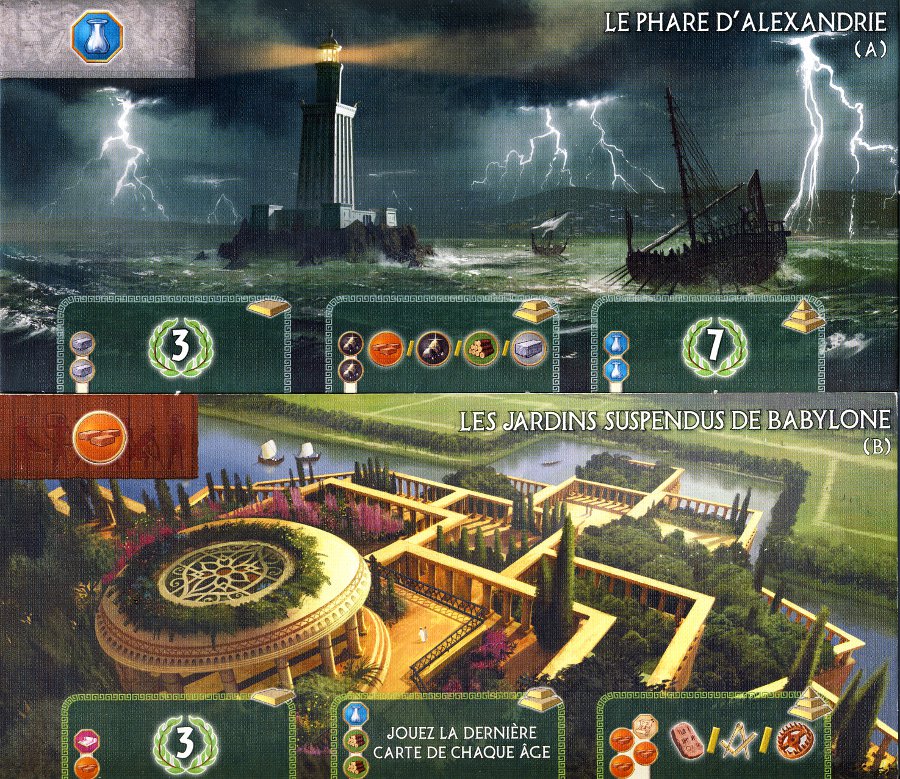 LE PHARE D'ALEXANDRIE
(A)
3
7
LES JARDINS SUSPENDUS DE BABYLONE
(B)
3
JOUEZ LA DERNIÈRE
CARTE DE CHAQUE ÂGE